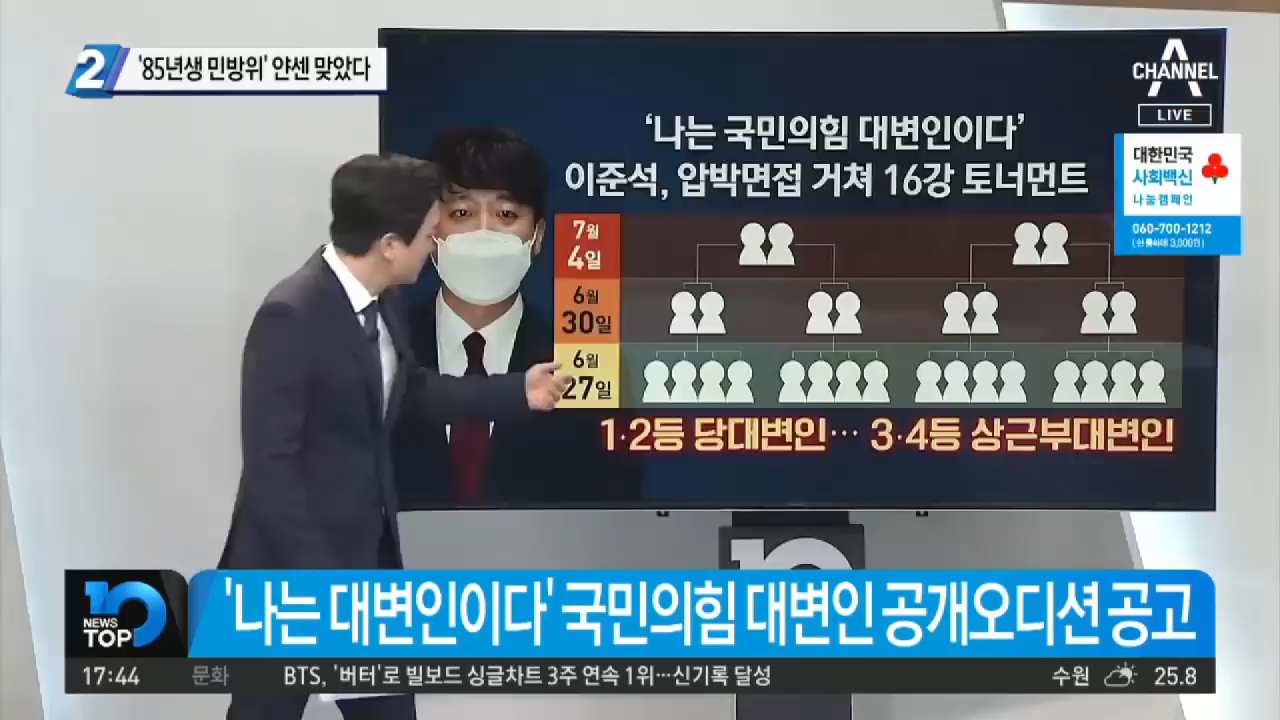 2
'85년생 민방위' 얀센 맞았다
CHANNEL A
LIVE
대한민국
사회백신
나눔캠페인
060-700-1212
‘나는 국민의힘 대변인이다’
이준석, 압박면접 거쳐 16강 토너먼트
7월
4일
6월
30일
6월
27일
1·2등 당대변인… 3·4등 상근부대변인
10
NEWS
TOP
10
'나는 대변인이다' 국민의힘 대변인 공개오디션 공고
17:44
문화
BTS, '버터'로 빌보드 싱글차트 3주 연속 1위…신기록 달성
수원
25.8